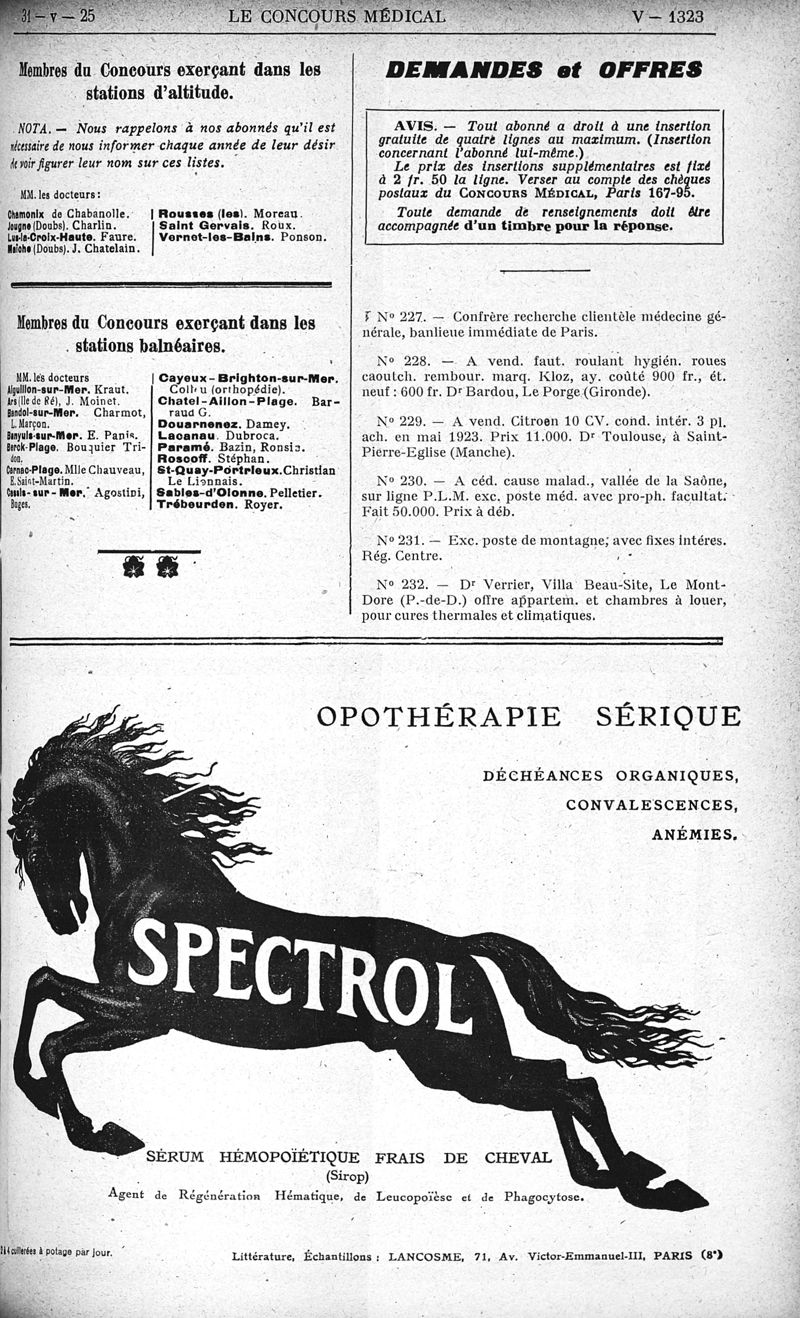 31 — V — 25
LE CONCOURS MÉDICAL
V — 1323
Membres du Concours exerçant dans les
stations d'altitude.
NOTA. — Nous rappelons à nos abonnés qu'il est
nécessaire de nous informer chaque année de leur désir
de voir figurer leur nom sur ces listes.
MM. les docteurs :
Chamonix de Chabanolle.
Jougne (Doubs). Charlin.
Lus-la-Croix-Haute. Faure.
Maiche (Doubs). J. Chatelain.
Rousses (les). Moreau.
Saint Gervais. Roux.
Vernet-les-Bains. Ponson.
Membres du Concours exerçant dans les
stations balnéaires.
MM. les docteurs
Aiguillon-sur-Mer. Kraut.
Ars (Ile de Ré), J. Moinet.
Bandol-sur-Mer. Charmot,
L. Marçon.
Banyuls-sur-Mer. E. Panis.
Berck-Plage. Bouquier Tri-
don.
Carnac-Plage. Mlle Chauveau,
E. Saint-Martin.
Cassis-sur-Mer. Agostini,
Buges.
Cayeux-Brighton-sur-Mer.
(orthopédie).
Chatel-Aillon-Plage. Bar-
raud G.
Douarnenez. Damey.
Lacanau. Dubroca.
Paramé. Bazin, Ronsin.
Roscoff. Stéphan.
St-Quay-Portrieux. Christian
Le Lionnais.
Sables-d'Olonne. Pelletier.
Trébeurden. Royer.
DEMANDES et OFFRES
AVIS. — Tout abonné a droit à une insertion
gratuite de quatre lignes au maximum. (Insertion
concernant l'abonné lui-même.)
Le prix des insertions supplémentaires est fixé
à 2 fr. 50 la ligne. Verser au compte des chèques
postaux du CONCOURS MÉDICAL, Paris 167-95.
Toute demande de renseignements doit être
accompagnée d'un timbre pour la réponse.
N° 227. — Confrère recherche clientèle médecine gé-
nérale, banlieue immédiate de Paris.
N° 228. — A vend. faut. roulant hygién. roues
caoutch. rembour. marq. Kloz, ay. coûté 900 fr., ét.
neuf : 600 fr. Dr Bardou, Le Porge (Gironde).
N° 229. — A vend. Citroen 10 CV. cond. intér. 3 pl.
ach. en mai 1923. Prix 11.000. Dr Toulouse, à Saint-
Pierre-Eglise (Manche).
N° 230. — A céd. cause malad., vallée de la Saône,
sur ligne P.L.M. exc. poste méd. avec pro-ph. facultat.
Fait 50.000. Prix à déb.
N° 231. — Exc. poste de montagne, avec fixes intéres.
Rég. Centre.
N° 232. — Dr Verrier, Villa Beau-Site, Le Mont-
Dore (P.-de-D.) offre appartem. et chambres à louer,
pour cures thermales et climatiques.
OPOTHÉRAPIE SÉRIQUE
DÉCHÉANCES ORGANIQUES,
CONVALESCENCES,
ANÉMIES.
SPECTROL
SÉRUM HÉMOPOÏÉTIQUE FRAIS DE CHEVAL
(Sirop)
Agent de Régénération Hématique, de Leucopoïèse et de Phagocytose.
à 4 cuillerées à potage par jour.
Littérature, Échantillons : LANCOSME, 71, Av. Victor-Emmanuel-III, PARIS (8e)